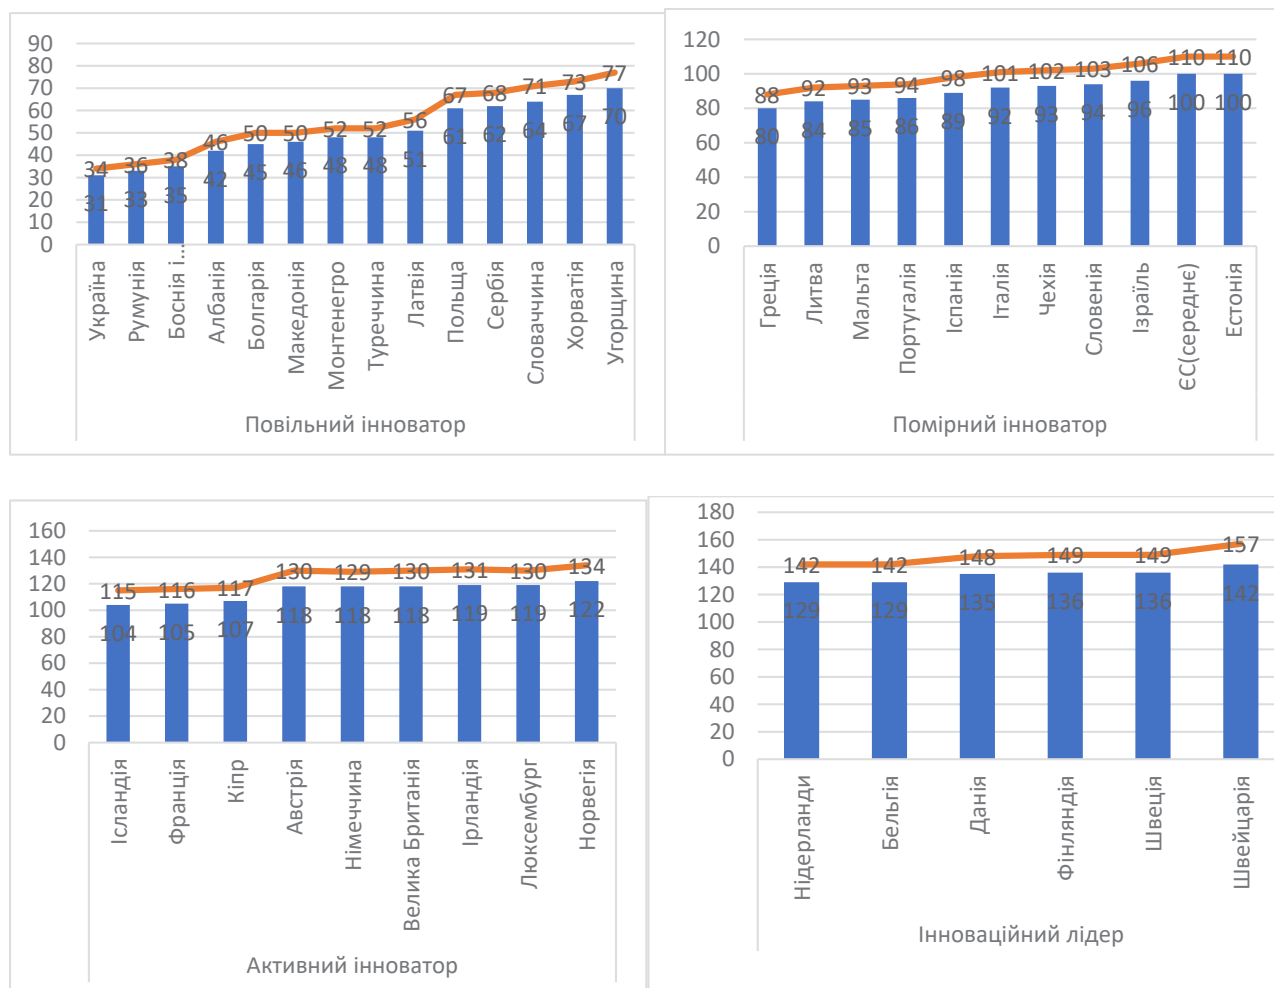 90
80
70
60
50
40
30
20
10
0
34 36 38 46 50 50 52 52 56 67 68 71 73 77
31 33 35 42 45 46 48 48 51 61 62 64 67 70
Україна
Румунія
Боснія і…
Албанія
Болгарія
Македонія
Монтенегро
Туреччина
Латвія
Польща
Сербія
Словаччина
Хорватія
Угорщина
Повільний інноватор
120
100
80
60
40
20
0
88 92 93 94 98 101 102 103 106 110 110
80 84 85 86 89 92 93 94 96 100 100
Греція
Литва
Мальта
Португалія
Іспанія
Італія
Чехія
Словенія
Ізраїль
ЄС(середнє)
Естонія
Помірний інноватор
160
140
120
100
80
60
40
20
0
115 116 117 130 129 130 131 130 134
104 105 107 118 118 118 119 119 122
Ісландія
Франція
Кіпр
Австрія
Німеччина
Велика Британія
Ірландія
Люксембург
Норвегія
Активний інноватор
180
160
140
120
100
80
60
40
20
0
142 142 148 149 149 157
129 129 135 136 136 142
Нідерланди
Бельгія
Данія
Фінляндія
Швеція
Швейцарія
Інноваційний лідер